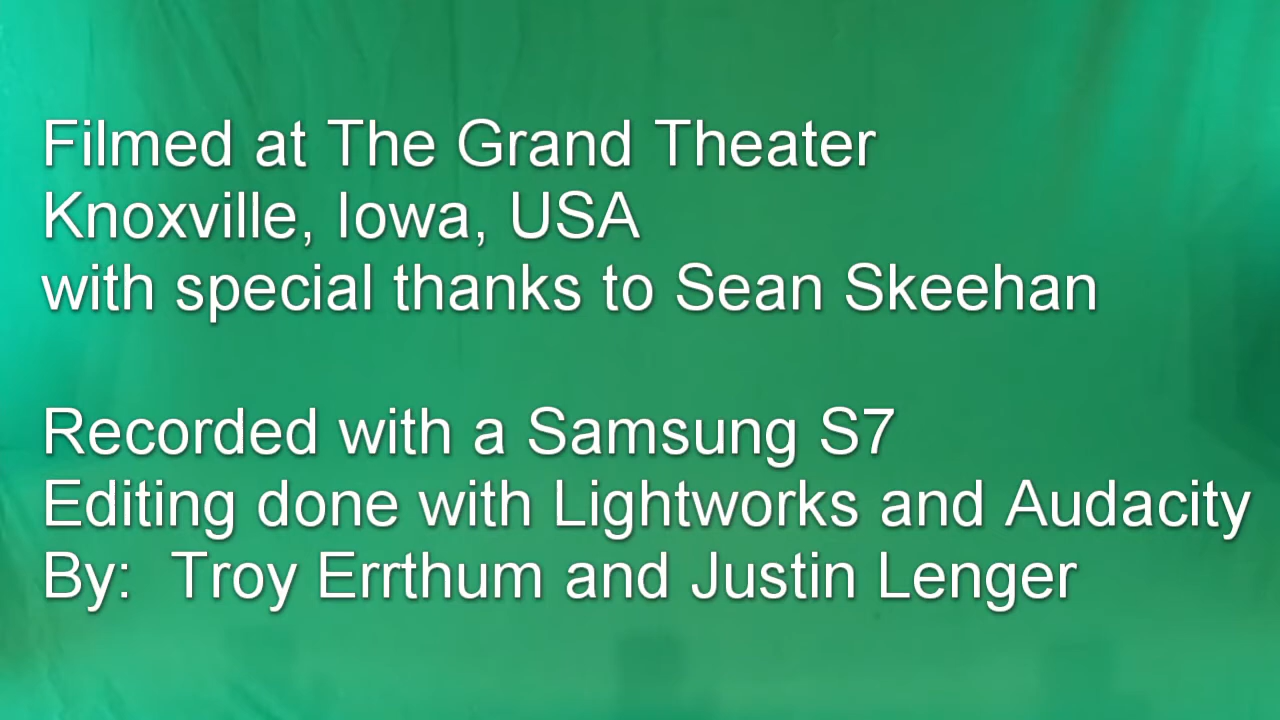 Filmed at The Grand Theater
Knoxville, Iowa, USA
with special thanks to Sean Skeehan
Recorded with a Samsung S7
Editing done with Lightworks and Audacity
By:  Troy Errthum and Justin Lenger